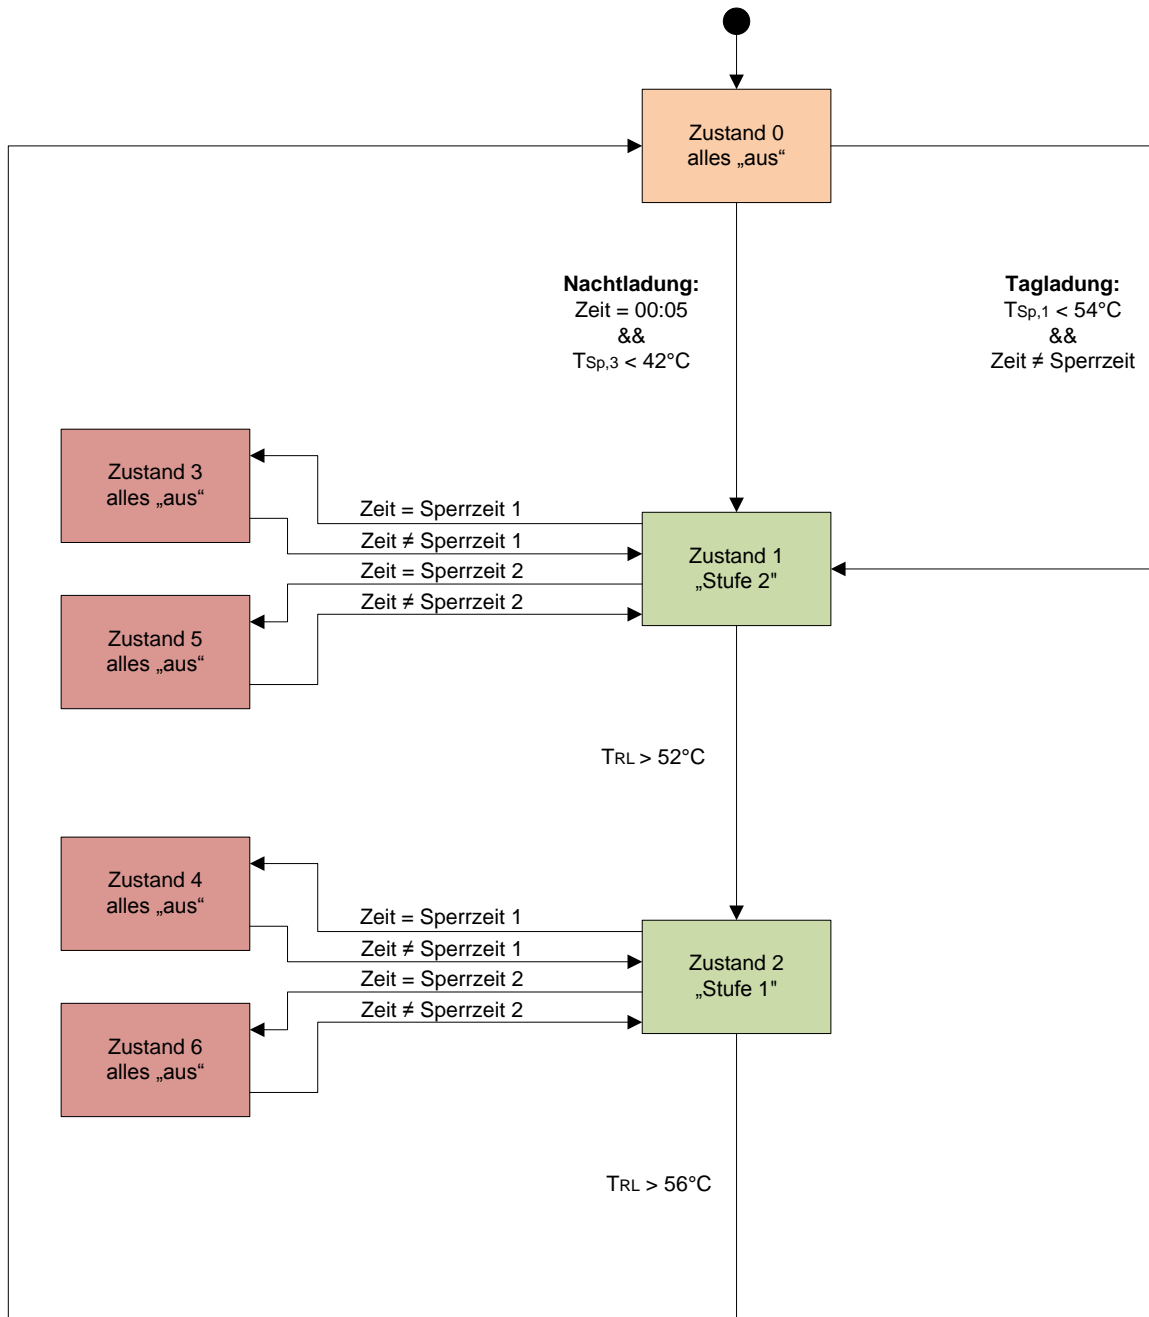 Zustand 0
alles „aus“
Nachtladung:
Zeit = 00:05
&&
TSp,3 < 42°C
Tagladung:
TSp,1 < 54°C
&&
Zeit ≠ Sperrzeit
Zustand 3
alles „aus“
Zeit = Sperrzeit 1
Zeit ≠ Sperrzeit 1
Zeit = Sperrzeit 2
Zeit ≠ Sperrzeit 2
Zustand 1
„Stufe 2"
Zustand 5
alles „aus“
TRL > 52°C
Zustand 4
alles „aus“
Zeit = Sperrzeit 1
Zeit ≠ Sperrzeit 1
Zeit = Sperrzeit 2
Zeit ≠ Sperrzeit 2
Zustand 2
„Stufe 1"
Zustand 6
alles „aus“
TRL > 56°C